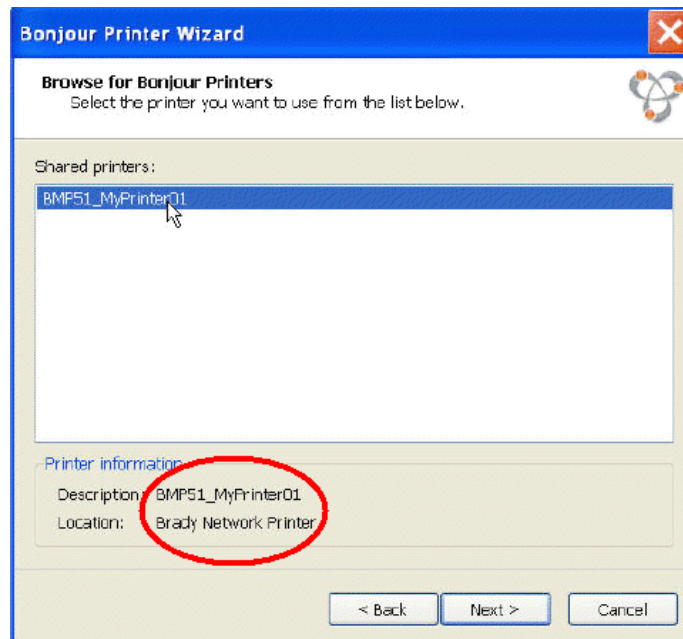 Bonjour Printer Wizard
Browse for Bonjour Printers
Select the printer you want to use from the list below.
Shared printers:
BMP51_MyPrinter01
Printer information
Description: BMP51_MyPrinter01
Location: Brady Network Printer
< Back Next > Cancel